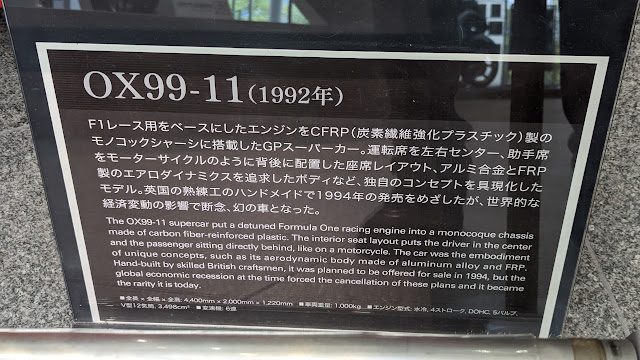 OX99-11(1992年)
F1レース用をベースにしたエンジンをCFRP(炭素繊維強化プラスチック)製の
モノコックシャーシに搭載したGPスーパーカー。運転席を左右センター、助手席
をモーターサイクルのように背後に配置した座席レイアウト、アルミ合金とFRP
製のエアロダイナミクスを追求したボディなど、独自のコンセプトを具現化した
モデル。英国の熟練工のハンドメイドで1994年の発売をめざしたが、世界的な
経済変動の影響で断念、幻の車となった。
The OX99-11 supercar put a detuned Formula One racing engine into a monocoque chassis
made of carbon fiber-reinforced plastic. The interior seat layout puts the driver in the center
and the passenger sitting directly behind, like on a motorcycle. The car was the embodiment
of unique concepts, such as its aerodynamic body made of aluminum alloy and FRP.
Hand-built by skilled British craftsmen, it was planned to be offered for sale in 1994, but the
global economic recession at the time forced the cancellation of these plans and it became
the rarity it is today.
■全長×全幅×全高:4,400mm×2,000mm×1,220mm ■車両重量:1,000kg ■エンジン型式:水冷、4ストローク、DOHC、5バルブ、
V型12気筒、3,498cm³ ■変速機:6速